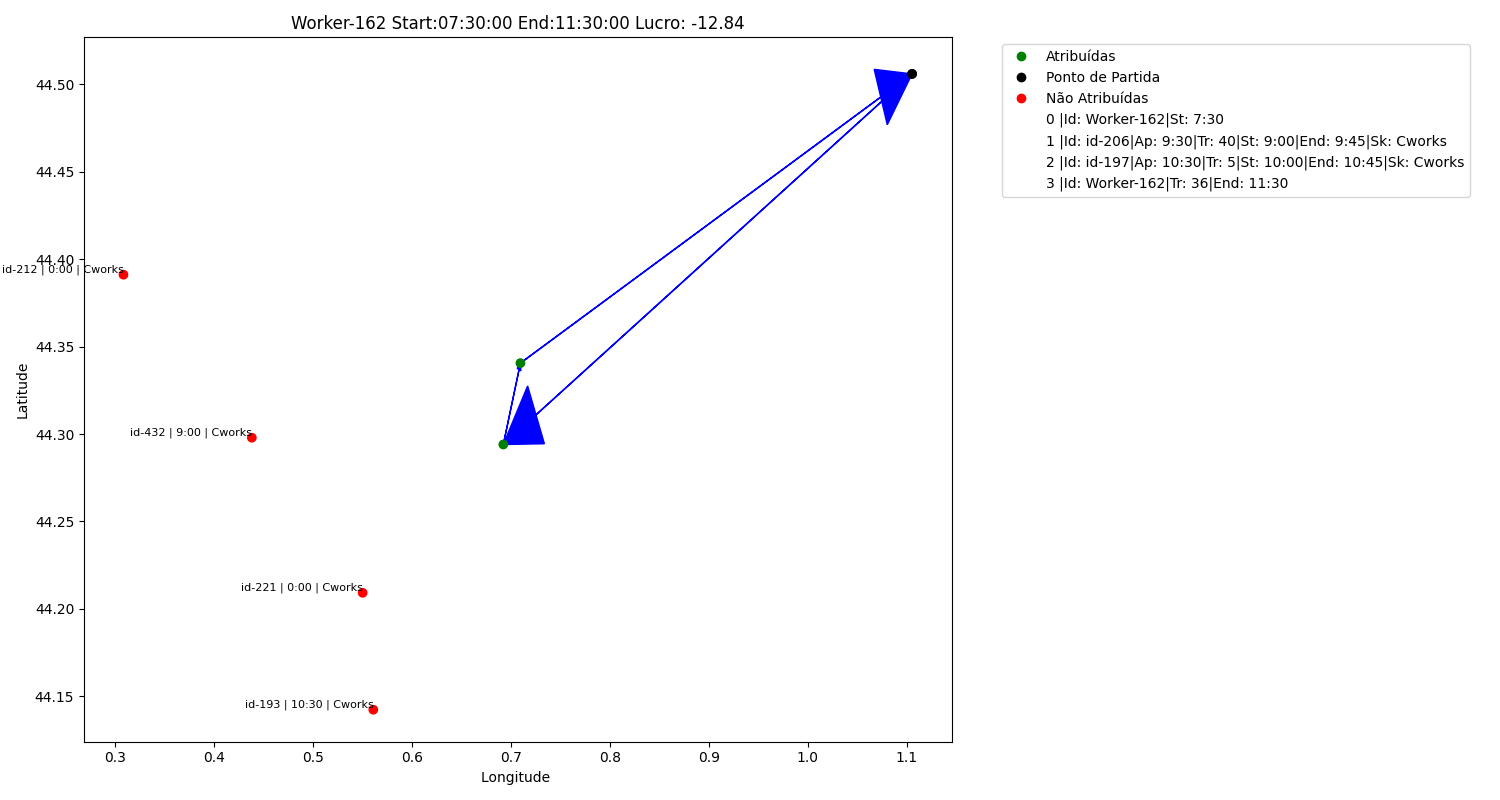 Worker-162 Start:07:30:00 End:11:30:00 Lucro: -12.84
Atribuídas
Ponto de Partida
Não Atribuídas
0 |Id: Worker-162|St: 7:30
1 |Id: id-206|Ap: 9:30|Tr: 40|St: 9:00|End: 9:45|Sk: Cworks
2 |Id: id-197|Ap: 10:30|Tr: 5|St: 10:00|End: 10:45|Sk: Cworks
3 |Id: Worker-162|Tr: 36|End: 11:30
44.50
44.45
44.40
44.35
44.30
44.25
44.20
44.15
Latitude
id-212 | 0:00 | Cworks
id-432 | 9:00 | Cworks
id-221 | 0:00 | Cworks
id-193 | 10:30 | Cworks
0.3
0.4
0.5
0.6
0.7
0.8
0.9
1.0
1.1
Longitude